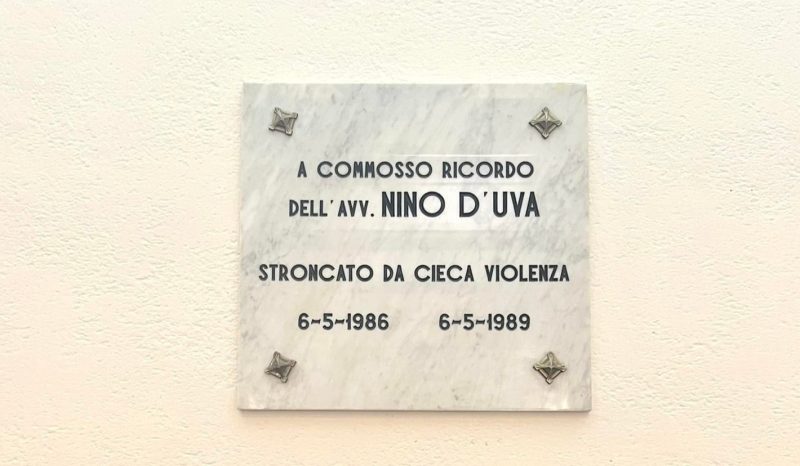 A COMMOSSO RICORDO
DELL'AVV. NINO D'UVA
STRONCATO DA CIECA VIOLENZA
6-5-1986 6-5-1989